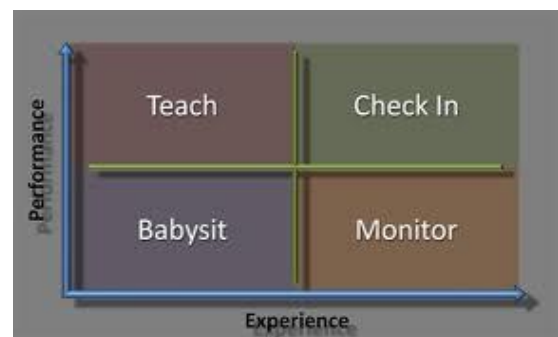 Performance
Teach
Check In
Babysit
Monitor
Experience